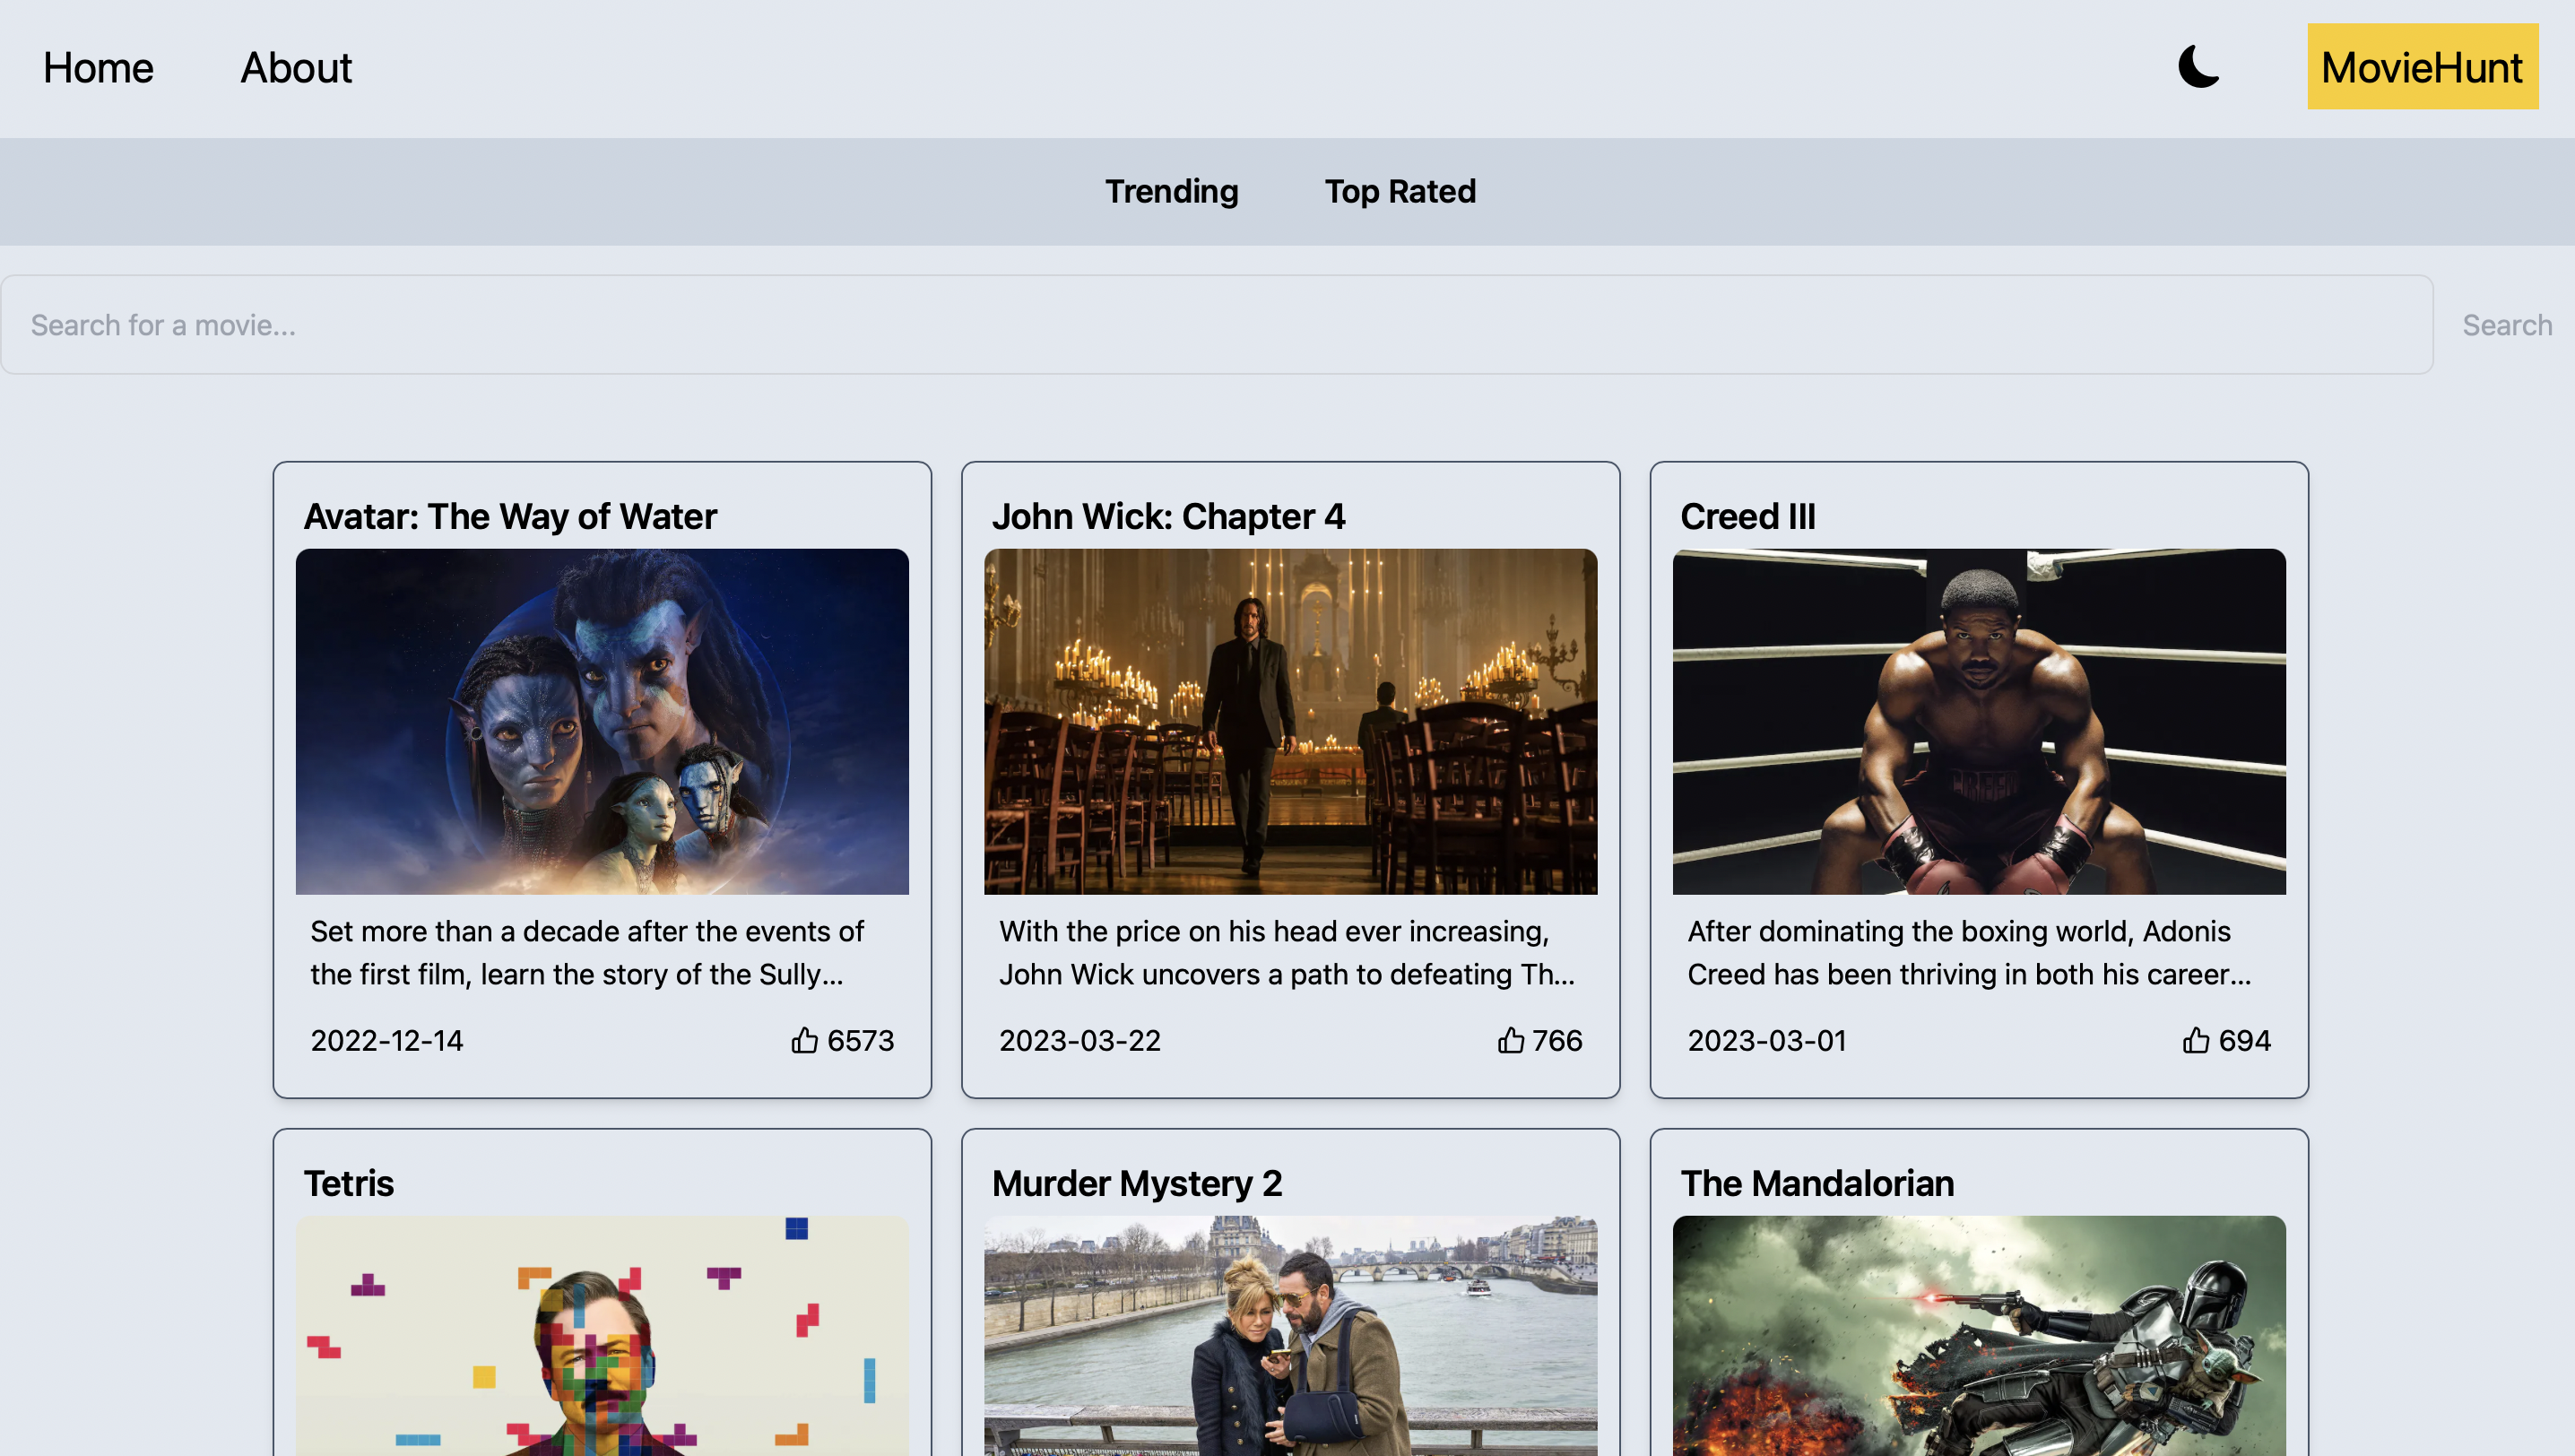 Home
About
MovieHunt
Trending
Top Rated
Search for a movie...
Search
Avatar: The Way of Water
John Wick: Chapter 4
Creed III
CREED
Set more than a decade after the events of
the first film, learn the story of the Sully...
With the price on his head ever increasing,
John Wick uncovers a path to defeating Th...
After dominating the boxing world, Adonis
Creed has been thriving in both his career...
2022-12-14
6573
2023-03-22
766
2023-03-01
694
Tetris
Murder Mystery 2
The Mandalorian